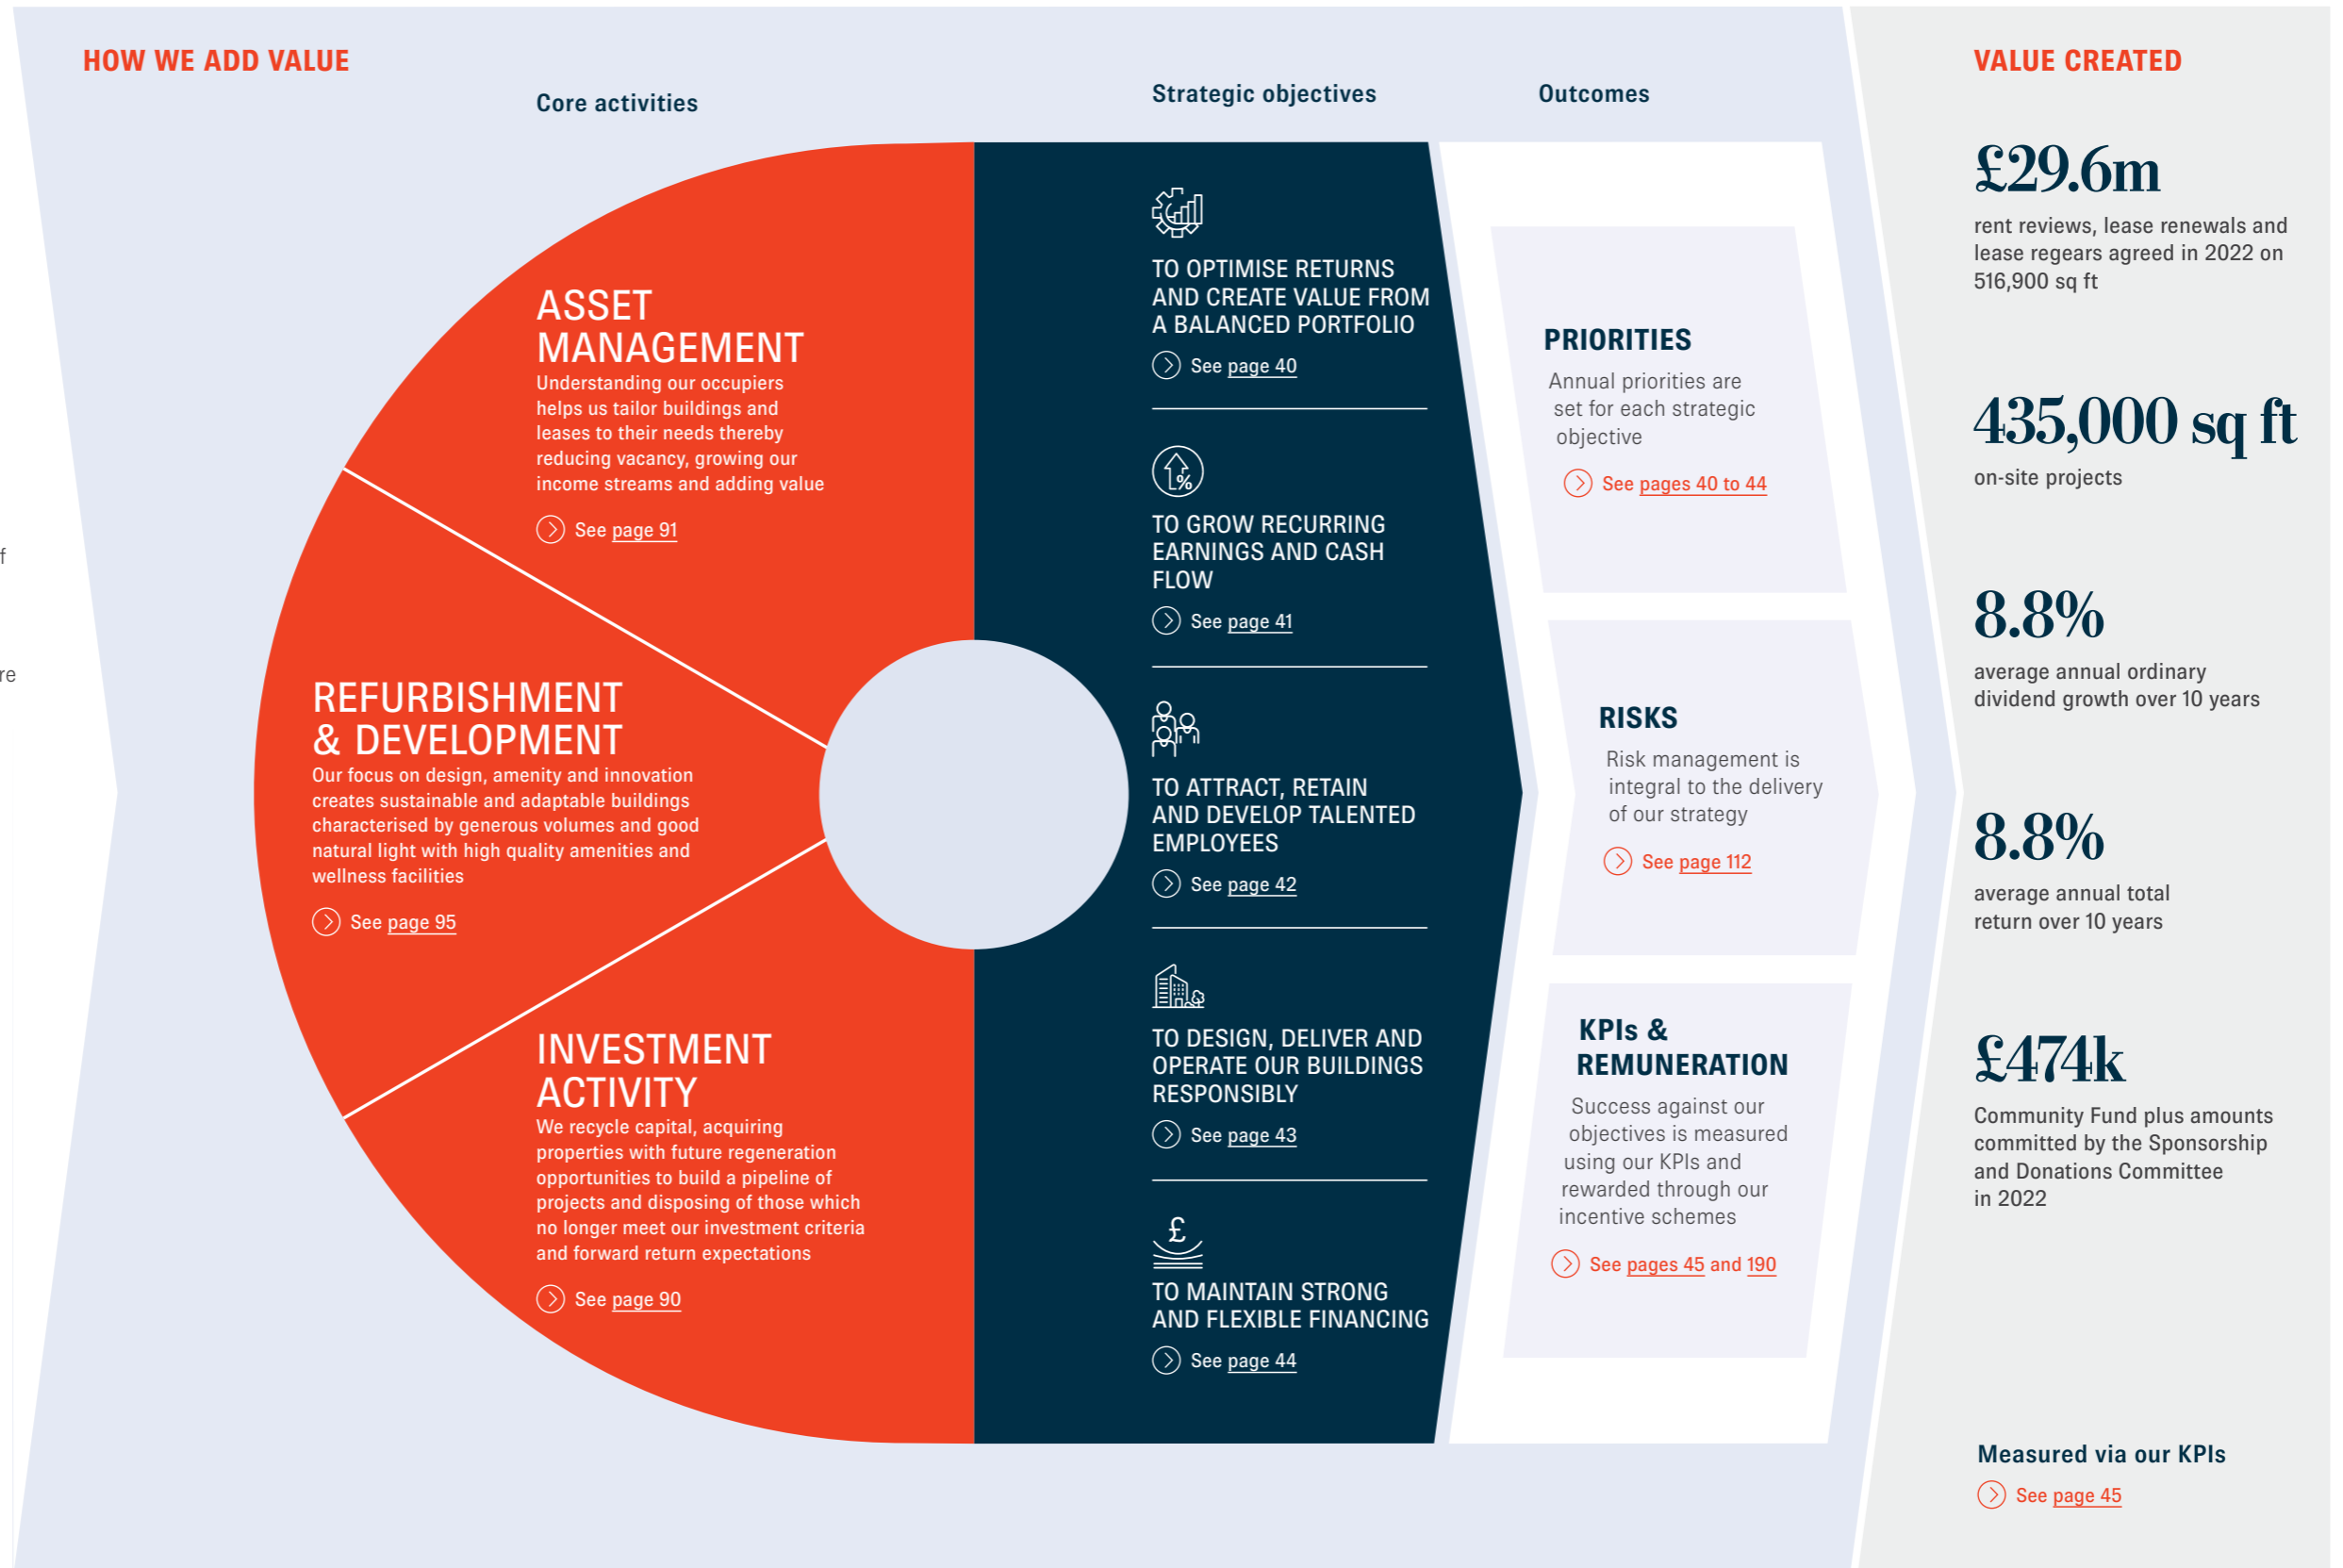 HOW WE ADD VALUE
Core activities
ASSET
MANAGEMENT
Understanding our occupiers
helps us tailor buildings and
leases to their needs thereby
reducing vacancy, growing our
income streams and adding value
See page 91
f
re
REFURBISHMENT
& DEVELOPMENT
Our focus on design, amenity and innovation
creates sustainable and adaptable buildings
characterised by generous volumes and good
natural light with high quality amenities and
wellness facilities
See page 95
INVESTMENT
ACTIVITY
We recycle capital, acquiring
properties with future regeneration
opportunities to build a pipeline of
projects and disposing of those which
no longer meet our investment criteria
and forward return expectations
See page 90
Strategic objectives
TO OPTIMISE RETURNS
AND CREATE VALUE FROM
A BALANCED PORTFOLIO
See page 40
%
TO GROW RECURRING
EARNINGS AND CASH
FLOW
See page 41
TO ATTRACT, RETAIN
AND DEVELOP TALENTED
EMPLOYEES
See page 42
TO DESIGN, DELIVER AND
OPERATE OUR BUILDINGS
RESPONSIBLY
See page 43
£
TO MAINTAIN STRONG
AND FLEXIBLE FINANCING
See page 44
Outcomes
PRIORITIES
Annual priorities are
set for each strategic
objective
See pages 40 to 44
RISKS
Risk management is
integral to the delivery
of our strategy
See page 112
KPIs &
REMUNERATION
Success against our
objectives is measured
using our KPIs and
rewarded through our
incentive schemes
See pages 45 and 190
VALUE CREATED
£29.6m
rent reviews, lease renewals and
lease regears agreed in 2022 on
516,900 sq ft
435,000 sq ft
on-site projects
8.8%
average annual ordinary
dividend growth over 10 years
8.8%
average annual total
return over 10 years
£474k
Community Fund plus amounts
committed by the Sponsorship
and Donations Committee
in 2022
Measured via our KPIs
See page 45